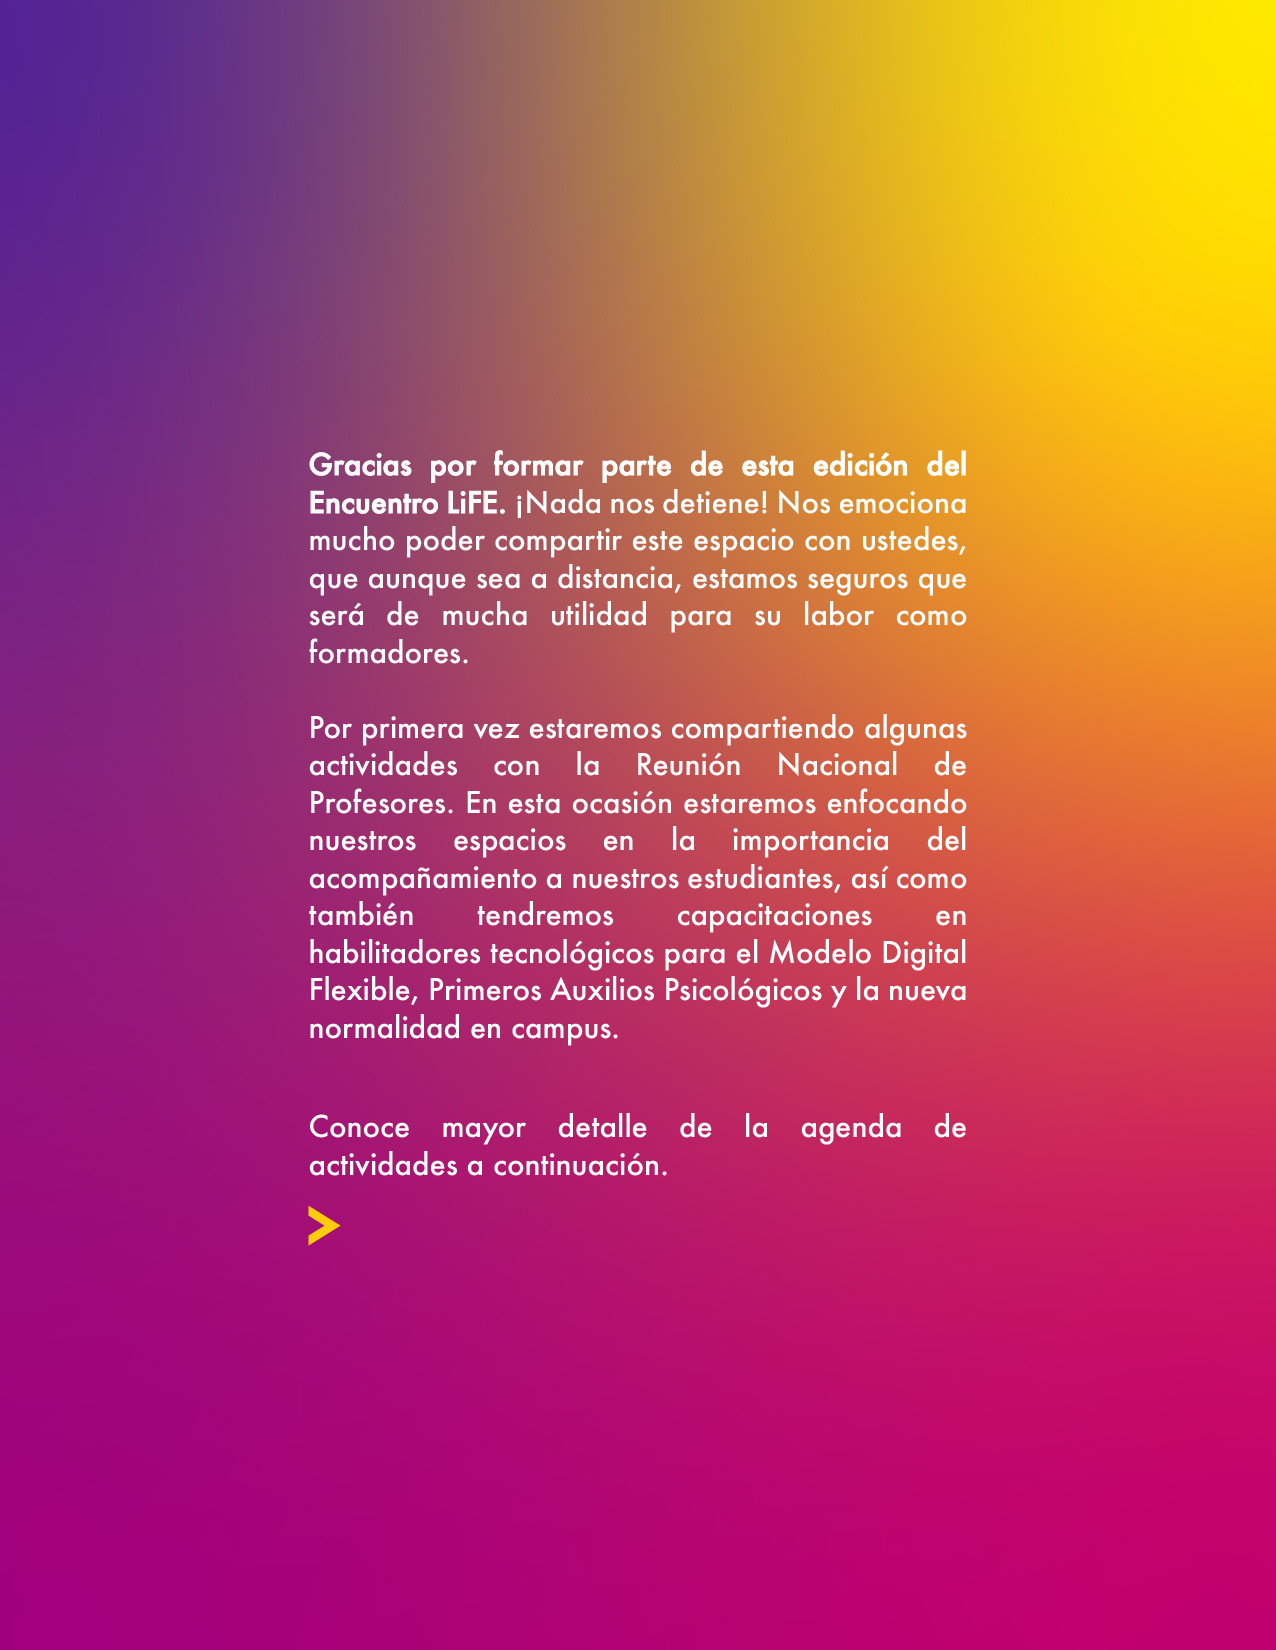 Gracias por formar parte de esta edición del
Encuentro LiFE. ¡Nada nos detiene! Nos emociona
mucho poder compartir este espacio con ustedes,
que aunque sea a distancia, estamos seguros que
será de mucha utilidad para su labor como
formadores.
Por primera vez estaremos compartiendo algunas
actividades con la Reunión Nacional de
Profesores. En esta ocasión estaremos enfocando
nuestros espacios en la importancia del
acompañamiento a nuestros estudiantes, así como
también tendremos capacitaciones en
habilitadores tecnológicos para el Modelo Digital
Flexible, Primeros Auxilios Psicológicos y la nueva
normalidad en campus.
Conoce mayor detalle de la agenda de
actividades a continuación.